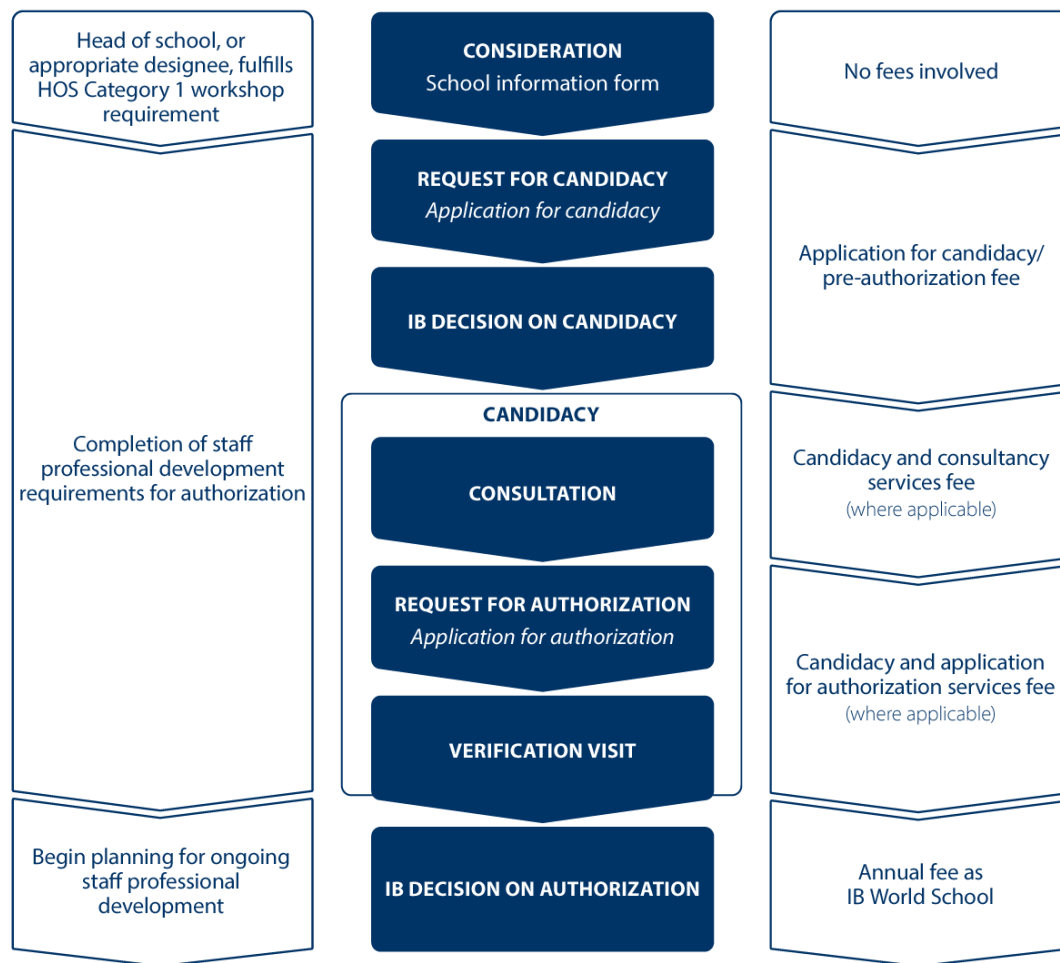 Head of school, or
appropriate designee, fulfills
HOS Category 1 workshop
requirement
Completion of staff
professional development
requirements for authorization
Begin planning for ongoing
staff professional
development
CONSIDERATION
School information form
REQUEST FOR CANDIDACY
Application for candidacy
IB DECISION ON CANDIDACY
CANDIDACY
CONSULTATION
REQUEST FOR AUTHORIZATION
Application for authorization
VERIFICATION VISIT
IB DECISION ON AUTHORIZATION
No fees involved
Application for candidacy/
pre-authorization fee
Candidacy and consultancy
services fee
(where applicable)
Candidacy and application
for authorization services fee
(where applicable)
Annual fee as
IB World School